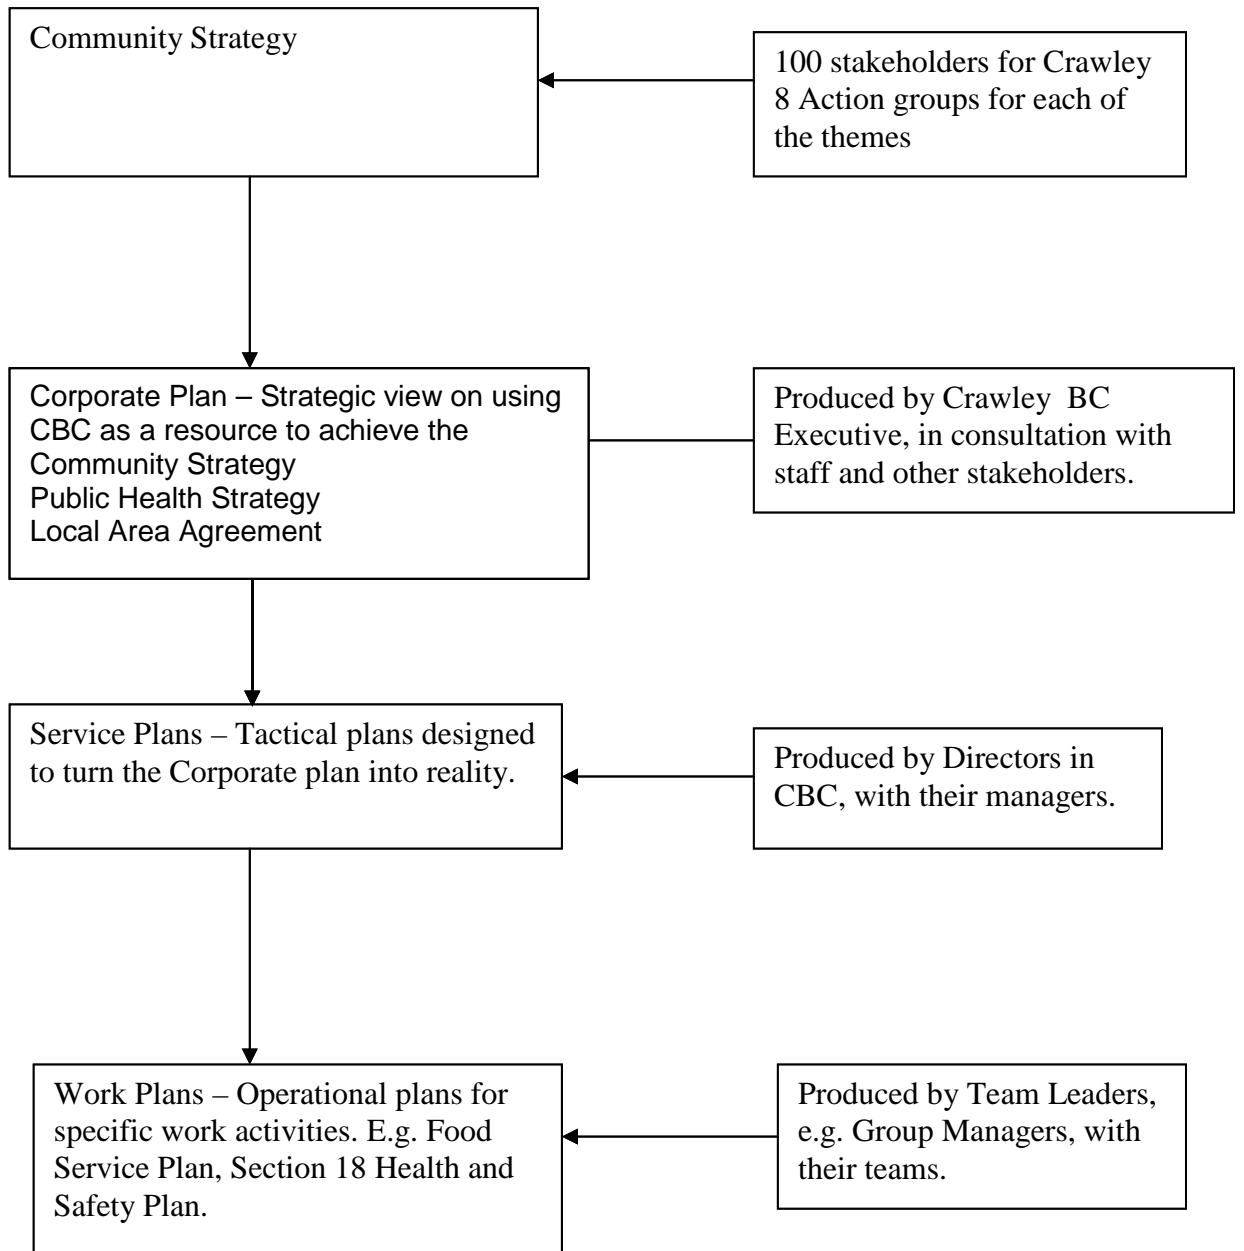 Community Strategy
100 stakeholders for Crawley
8 Action groups for each of
the themes
Corporate Plan – Strategic view on using
CBC as a resource to achieve the
Community Strategy
Public Health Strategy
Local Area Agreement
Produced by Crawley  BC
Executive, in consultation with
staff and other stakeholders.
Service Plans – Tactical plans designed
to turn the Corporate plan into reality.
Produced by Directors in
CBC, with their managers.
Work Plans – Operational plans for
specific work activities. E.g. Food
Service Plan, Section 18 Health and
Safety Plan.
Produced by Team Leaders,
e.g. Group Managers, with
their teams.